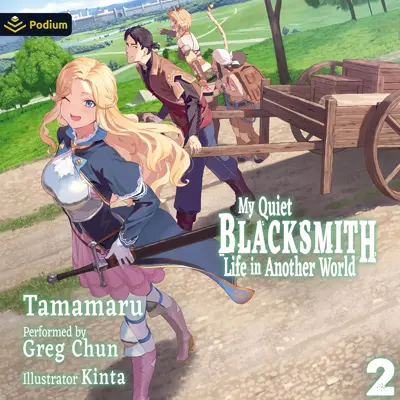 Podium
My Quiet
BLACKSMITH
Life in Another World
Tamamaru
Performed by
Greg Chun
Illustrator Kinta
2